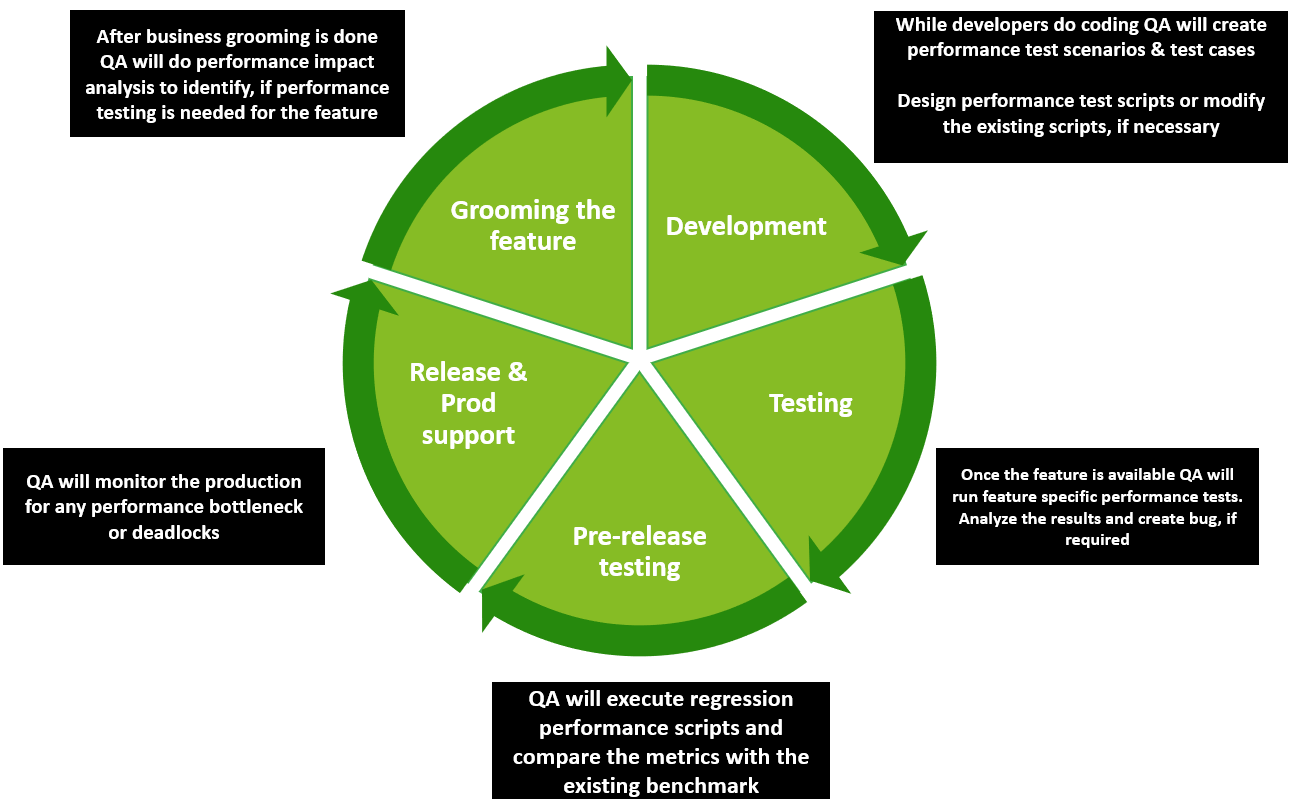 After business grooming is done
QA will do performance impact
analysis to identify, if performance
testing is needed for the feature
While developers do coding QA will create
performance test scenarios & test cases
Design performance test scripts or modify
the existing scripts, if necessary
Grooming the
feature
Development
Release &
Prod
support
Testing
Pre-release
testing
QA will monitor the production
for any performance bottleneck
or deadlocks
Once the feature is available QA will
run feature specific performance tests.
Analyze the results and create bug, if
required
QA will execute regression
performance scripts and
compare the metrics with the
existing benchmark